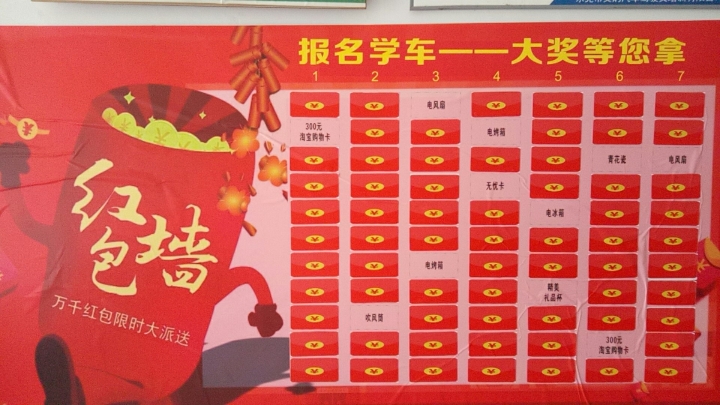 报名学车——大奖等您拿
1 2 3 4 5 6 7
电风扇
300元
淘宝购物卡
电烤箱
青花瓷
电风扇
无忧卡
电冰箱
电烤箱
精美
礼品杯
吹风筒
300元
淘宝购物卡
红包墙
万千红包限时大派送